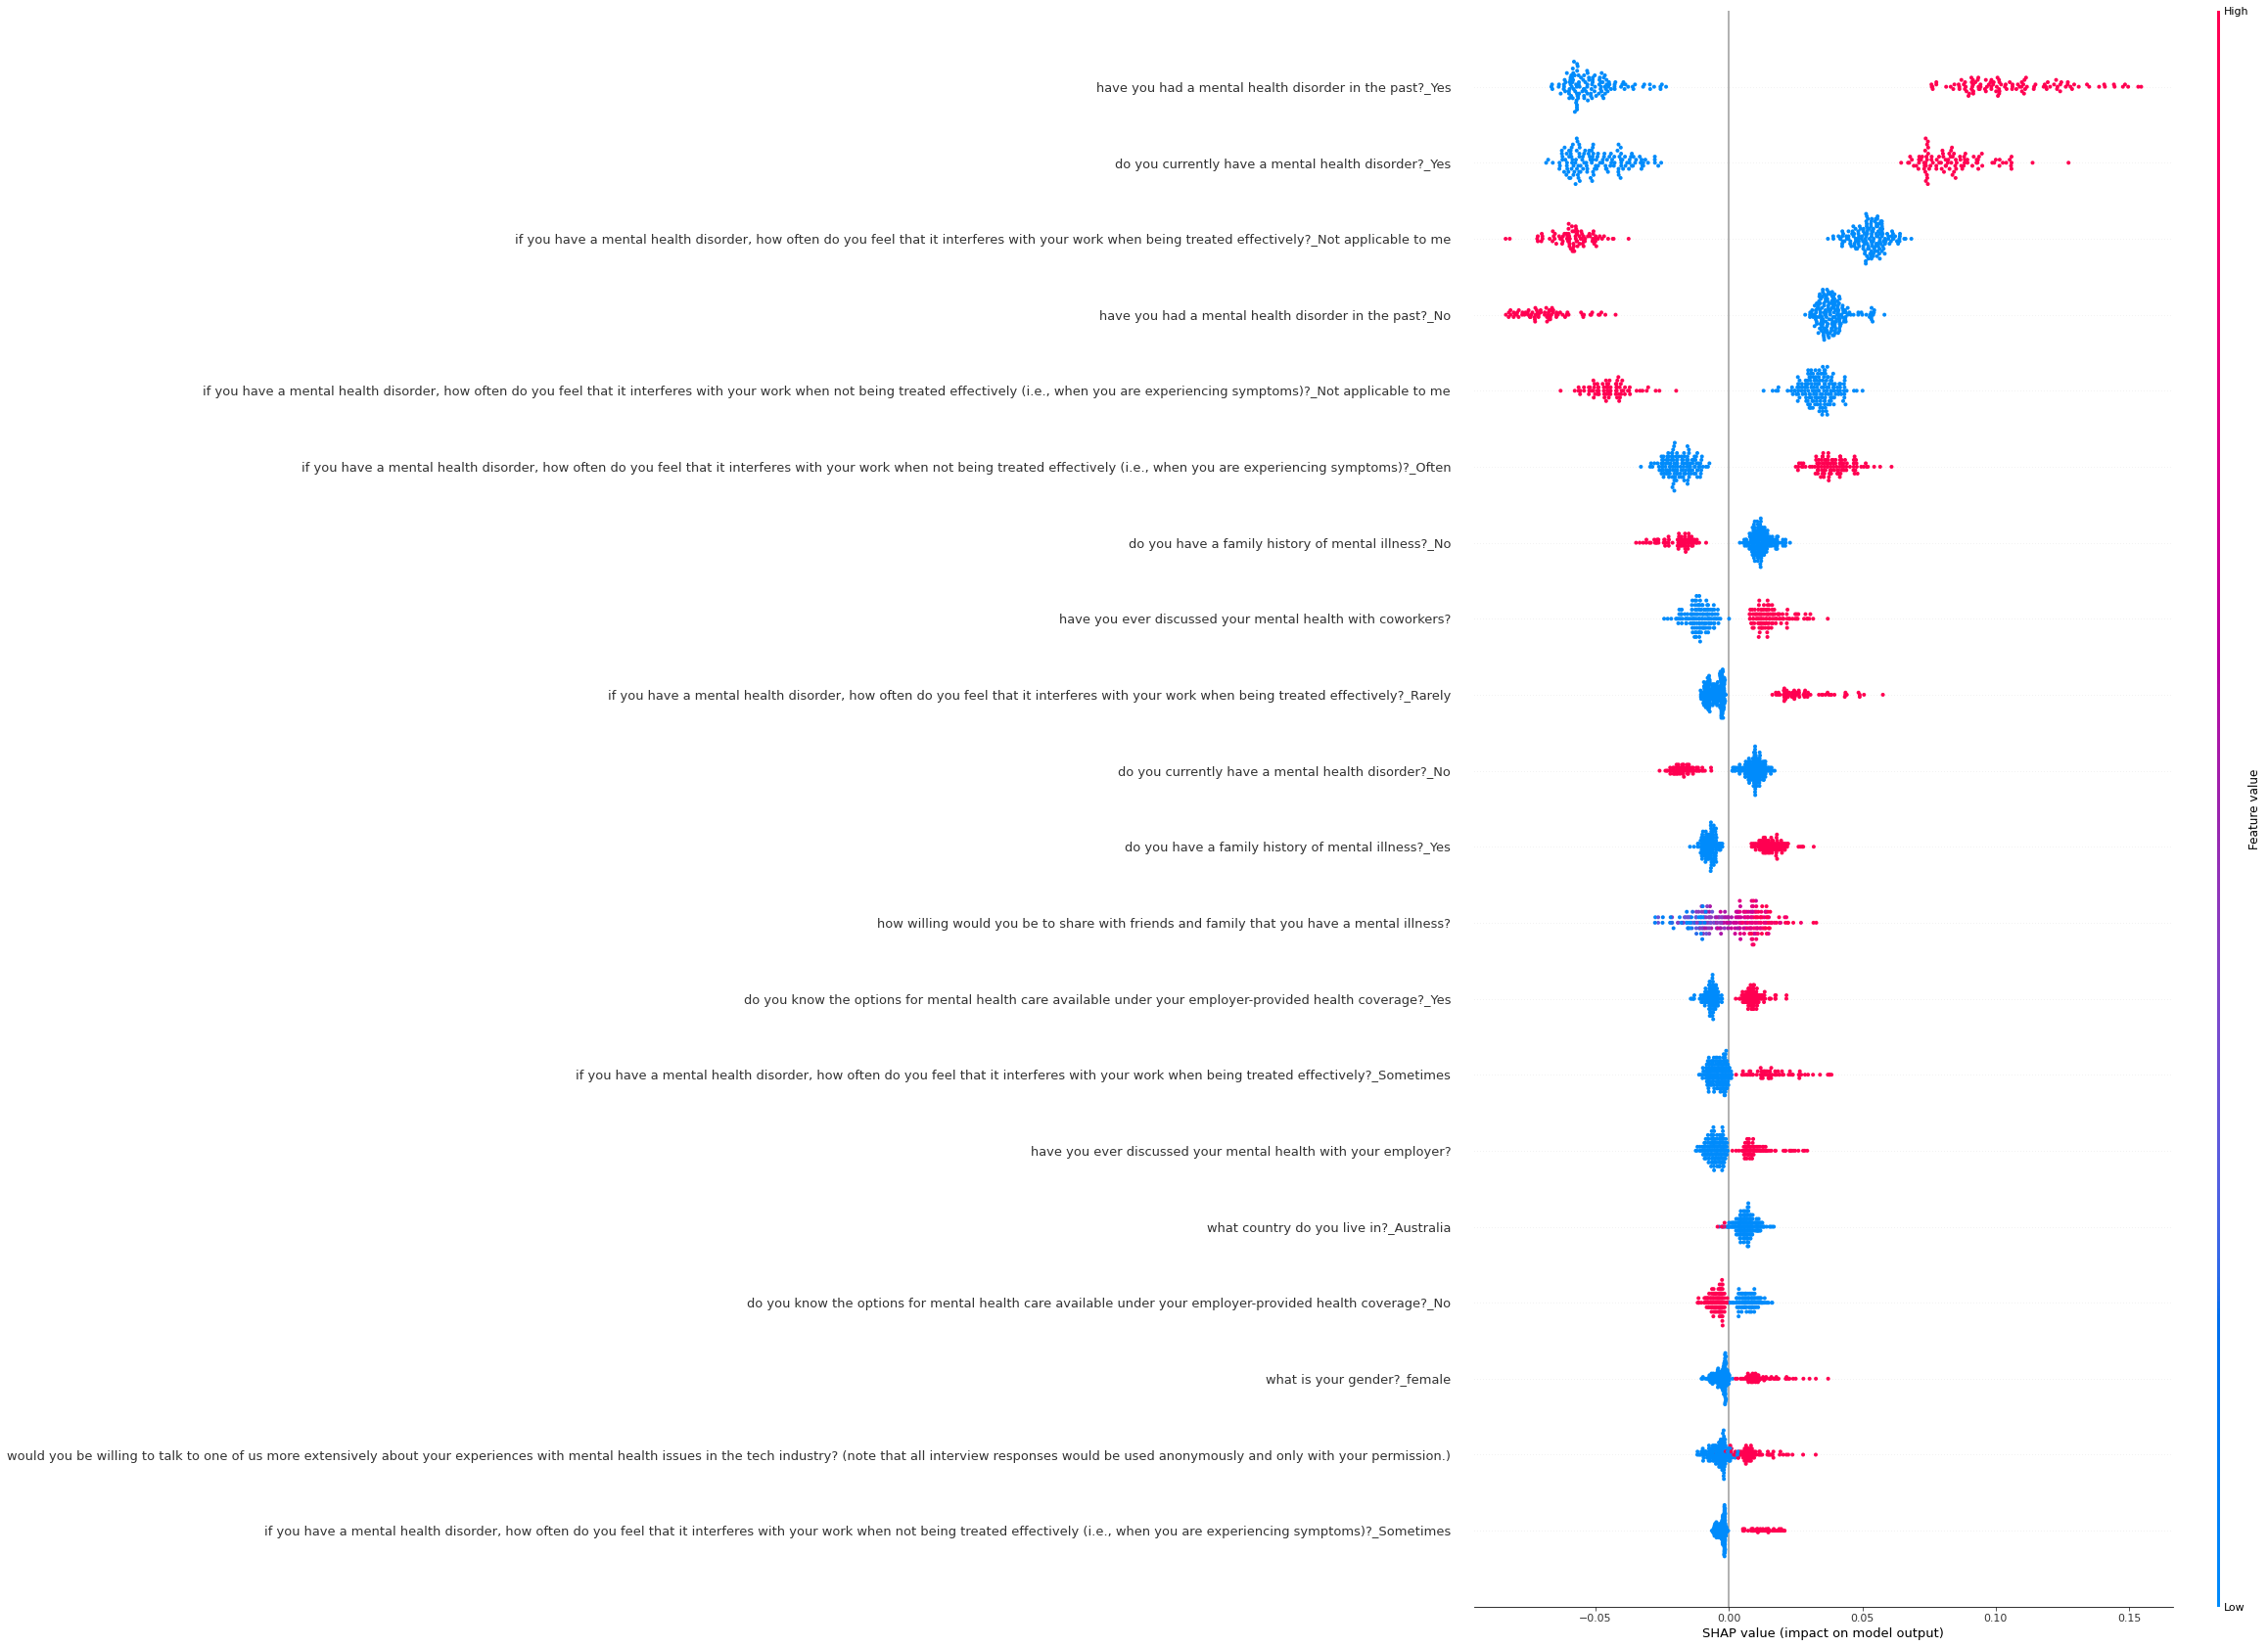 High
have you had a mental health disorder in the past?_Yes
do you currently have a mental health disorder?_Yes
if you have a mental health disorder, how often do you feel that it interferes with your work when being treated effectively?_Not applicable to me
have you had a mental health disorder in the past?_No
if you have a mental health disorder, how often do you feel that it interferes with your work when not being treated effectively (i.e., when you are experiencing symptoms)?_Not applicable to me
if you have a mental health disorder, how often do you feel that it interferes with your work when not being treated effectively (i.e., when you are experiencing symptoms)?_Often
do you have a family history of mental illness?_No
have you ever discussed your mental health with coworkers?
if you have a mental health disorder, how often do you feel that it interferes with your work when being treated effectively?_Rarely
do you currently have a mental health disorder?_No
do you have a family history of mental illness?_Yes
how willing would you be to share with friends and family that you have a mental illness?
do you know the options for mental health care available under your employer-provided health coverage?_Yes
if you have a mental health disorder, how often do you feel that it interferes with your work when being treated effectively?_Sometimes
have you ever discussed your mental health with your employer?
what country do you live in?_Australia
do you know the options for mental health care available under your employer-provided health coverage?_No
what is your gender?_female
would you be willing to talk to one of us more extensively about your experiences with mental health issues in the tech industry? (note that all interview responses would be used anonymously and only with your permission.)
if you have a mental health disorder, how often do you feel that it interferes with your work when not being treated effectively (i.e., when you are experiencing symptoms)?_Sometimes
Feature value
Low
−0.05 0.00 0.05 0.10 0.15
SHAP value (impact on model output)